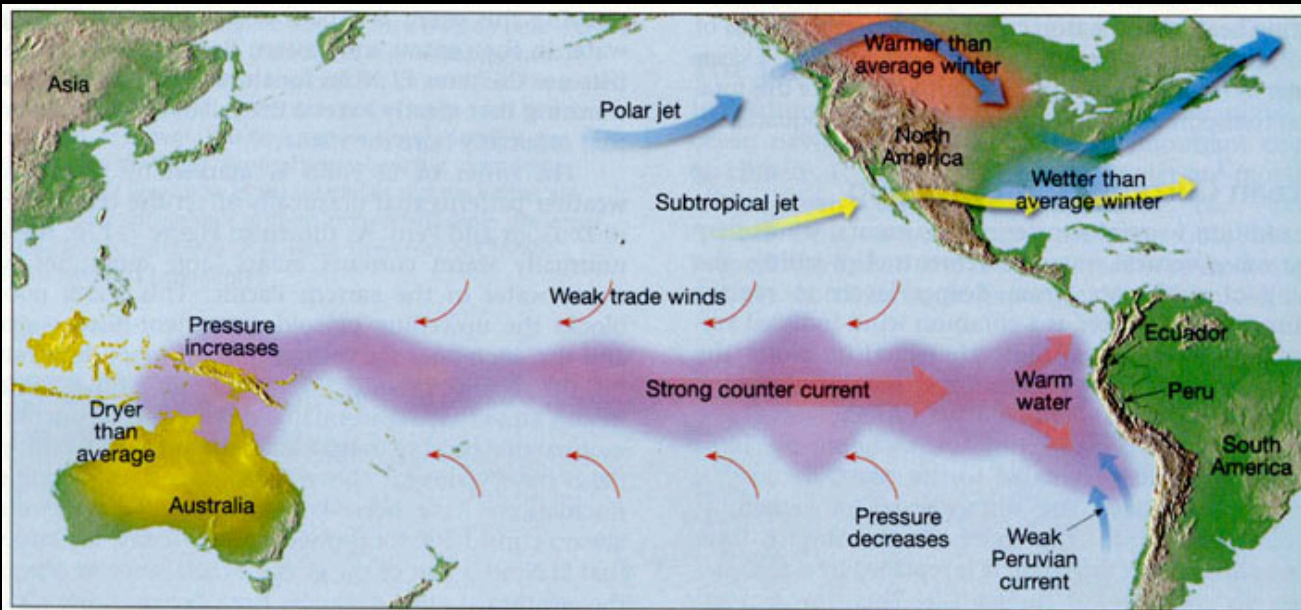 Asia
Warmer than
average winter
Polar jet
North
America
Subtropical jet
Wetter than
average winter
Weak trade winds
Pressure
increases
Ecuador
Strong counter current
Warm
water
Peru
Dryer
than
average
South
America
Australia
Pressure
decreases
Weak
Peruvian
current